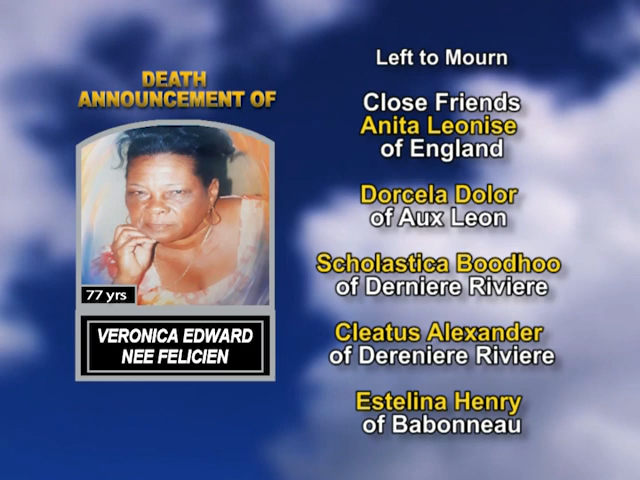 DEATH
ANNOUNCEMENT OF
77 yrs
VERONICA EDWARD
NEE FELICIEN
Left to Mourn
Close Friends
Anita Leonise
of England
Dorcela Dolor
of Aux Leon
Scholastica Boodhoo
of Derniere Riviere
Cleatus Alexander
of Dereniere Riviere
Estelina Henry
of Babonneau